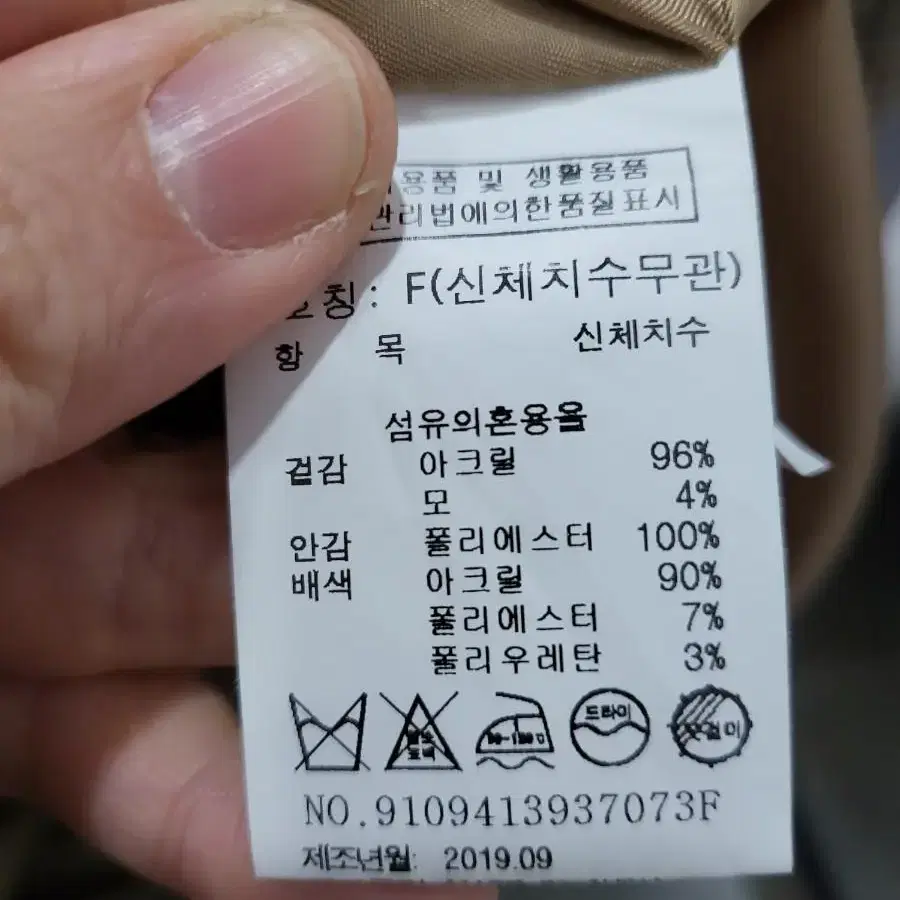 용품 및 생활용품
관리법에의한품질표시
호칭: F(신체치수무관)
항 목 신체치수
섬유의혼용율
겉감 아크릴 96%
모 4%
안감 폴리에스터 100%
배색 아크릴 90%
폴리에스터 7%
폴리우레탄 3%
드라이
옷걸이
NO.9109413937073F
제조년월: 2019.09